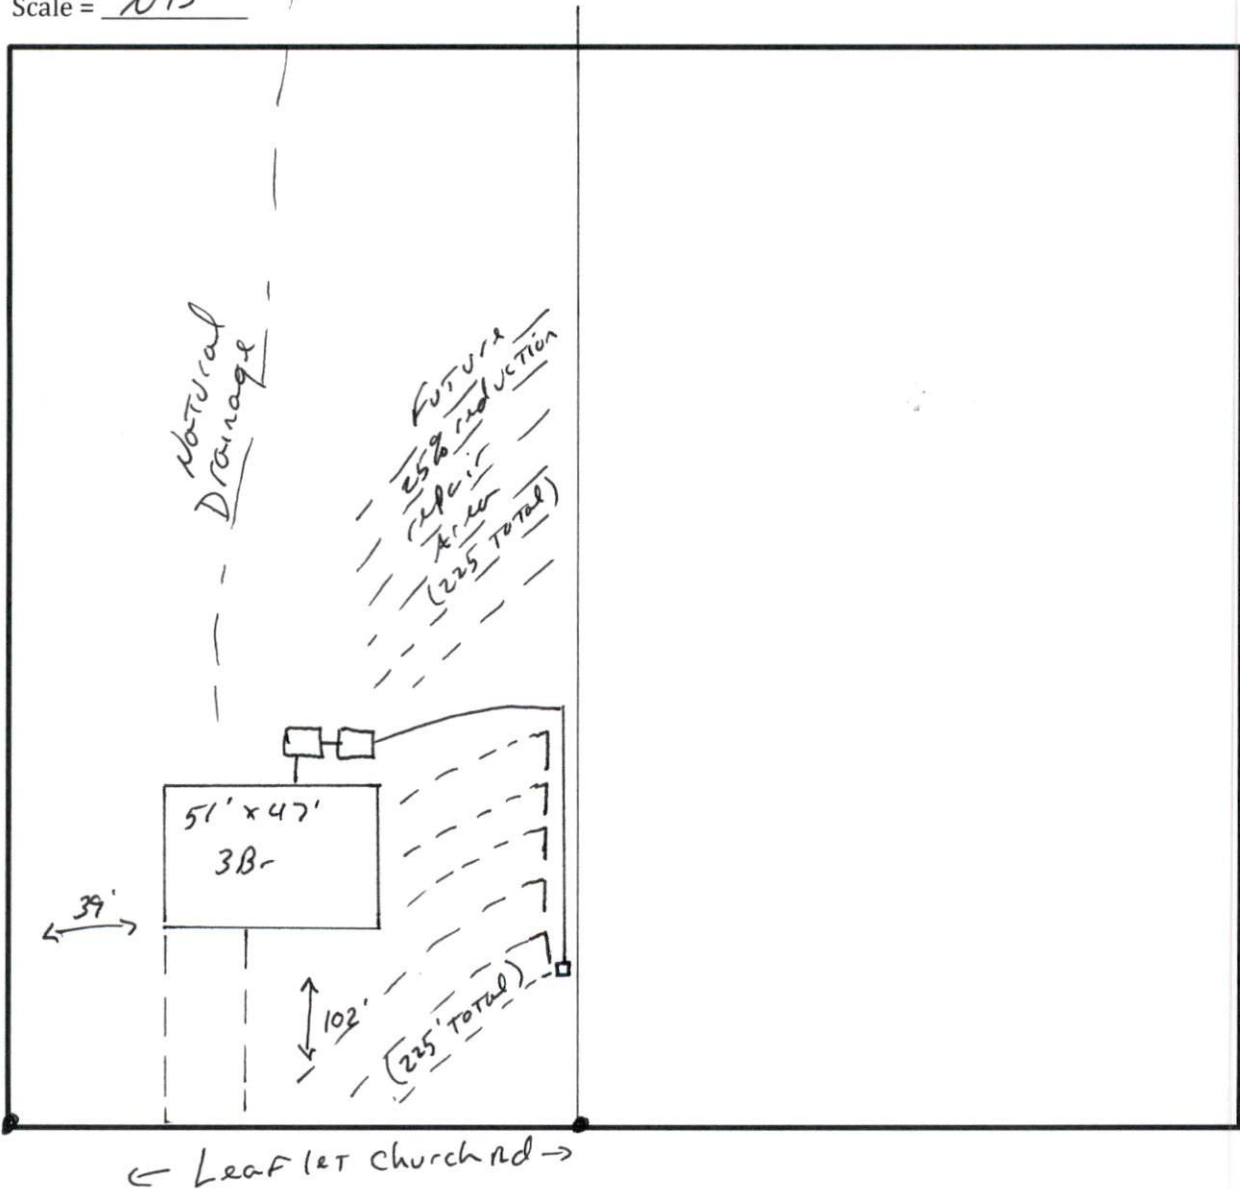 Scale = NTS
Natural
Drainage
Future
25% reduction
repair
Area
(225 Total)
51' x 47'
3Br
39'
102'
(225' Total)
← Leaflet Church Rd →